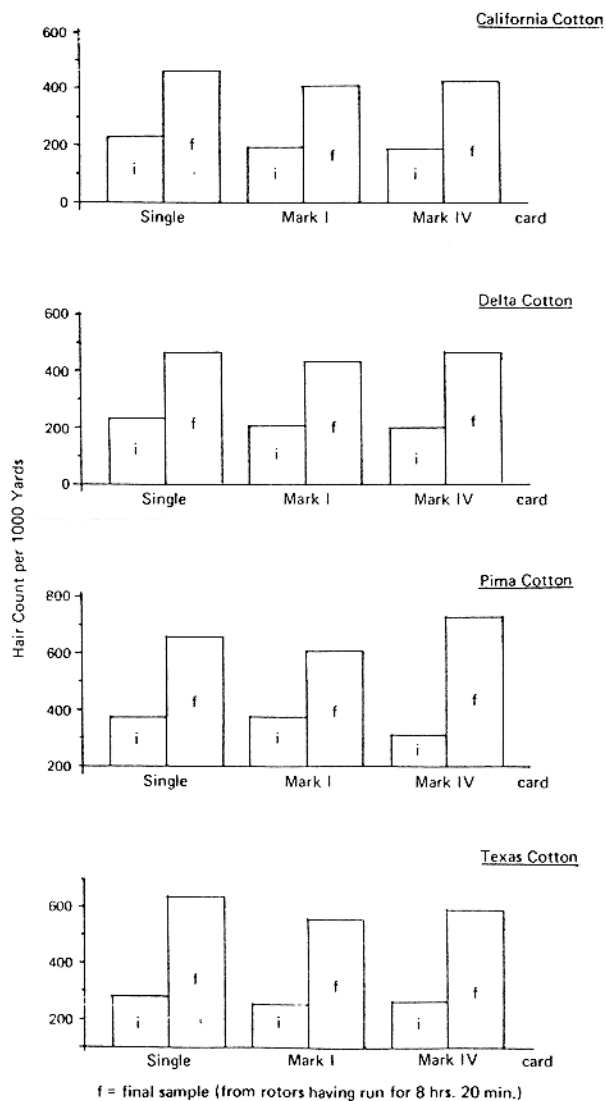 California Cotton
600
400
200
0
i
f
i
f
i
f
Single
Mark I
Mark IV
card
Delta Cotton
600
400
200
0
i
f
i
f
i
f
Single
Mark I
Mark IV
card
Hair Count per 1000 Yards
Pima Cotton
800
600
400
200
i
f
i
f
i
f
Single
Mark I
Mark IV
card
Texas Cotton
600
400
200
i
f
i
f
i
f
Single
Mark I
Mark IV
card
f = final sample (from rotors having run for 8 hrs. 20 min.)